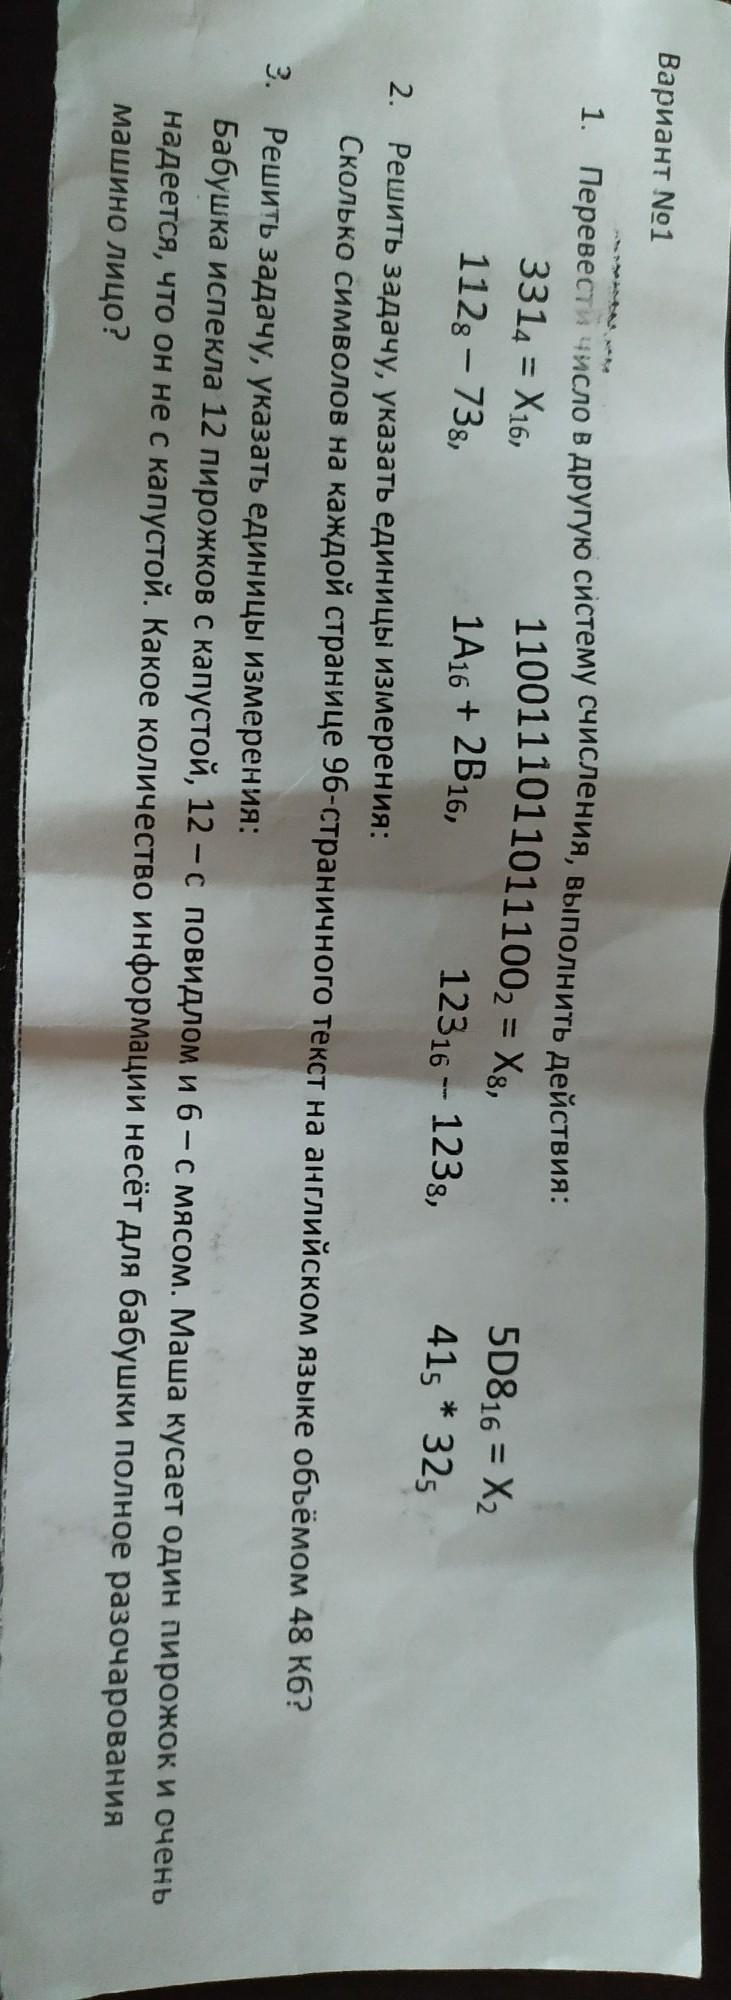 Вариант №1
1. Перевести число в другую систему счисления, выполнить действия:
331₄ = X₁₆, 110011101101011100₂ = X₈, 5D8₁₆ = X₂
112₈ – 73₈, 1A₁₆ + 2B₁₆, 123₁₆ – 123₈, 41₅ * 32₅
2. Решить задачу, указать единицы измерения:
Сколько символов на каждой странице 96-страничного текст на английском языке объёмом 48 Кб?
3. Решить задачу, указать единицы измерения:
Бабушка испекла 12 пирожков с капустой, 12 – с повидлом и 6 – с мясом. Маша кусает один пирожок и очень
надеется, что он не с капустой. Какое количество информации несёт для бабушки полное разочарования
машино лицо?